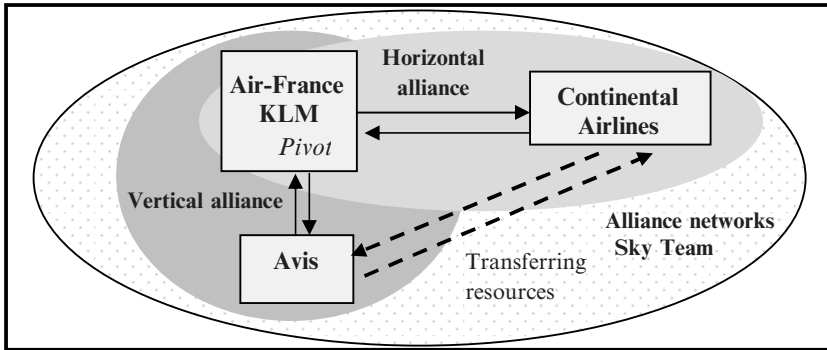 Air-France
KLM
Pivot
Horizontal
alliance
Continental
Airlines
Vertical alliance
Avis
Transferring
resources
Alliance networks
Sky Team